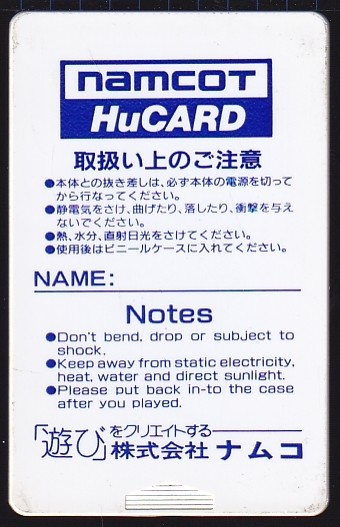 namcoT
HuCARD
取扱い上のご注意
●本体との抜き差しは、必ず本体の電源を切って
から行なってください。
●静電気をさけ、曲げたり、落したり、衝撃を与え
ないでください。
●熱、水分、直射日光をさけてください。
●使用後はビニールケースに入れてください。
NAME:
Notes
●Don't bend, drop or subject to
shock.
●Keep away from static electricity,
heat, water and direct sunlight.
●Please put back in-to the case
after you played.
「遊び」をクリエイトする
株式会社 ナムコ